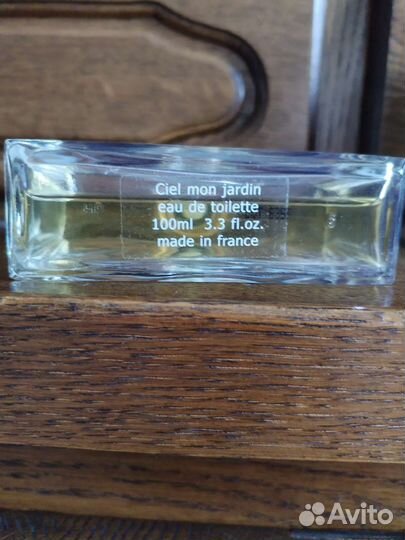 Ciel mon jardin
eau de toilette
100ml 3.3 fl.oz.
made in france
Avito